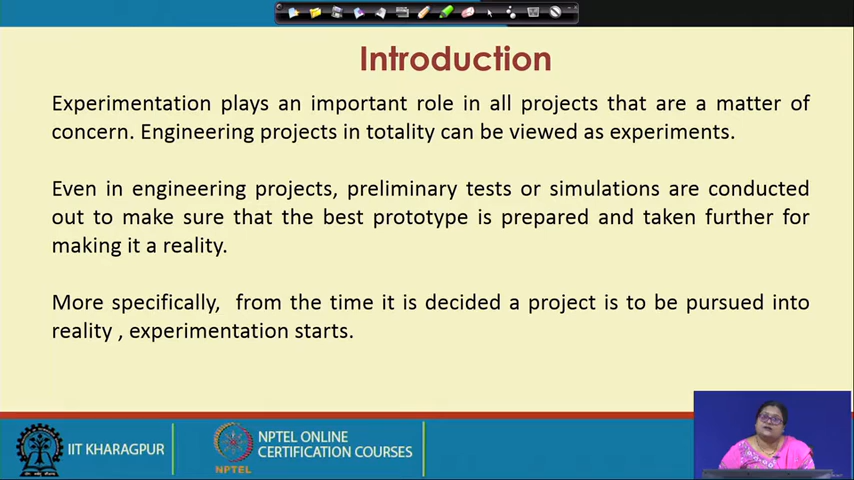 Introduction
Experimentation plays an important role in all projects that are a matter of
concern. Engineering projects in totality can be viewed as experiments.
Even in engineering projects, preliminary tests or simulations are conducted
out to make sure that the best prototype is prepared and taken further for
making it a reality.
More specifically, from the time it is decided a project is to be pursued into
reality , experimentation starts.
IIT KHARAGPUR
NPTEL
NPTEL ONLINE
CERTIFICATION COURSES